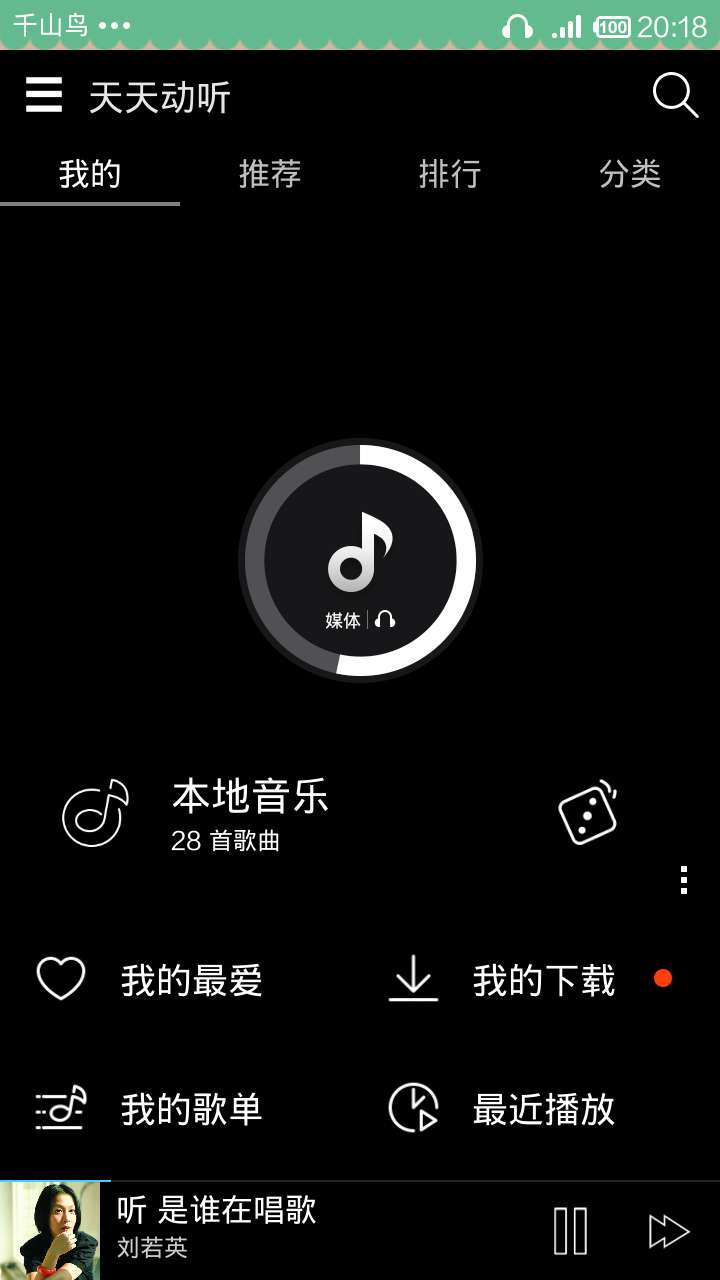 千山鸟 ••• 100 20:18
天天动听
我的 推荐 排行 分类
媒体
本地音乐
28 首歌曲
我的最爱 我的下载
我的歌单 最近播放
听 是谁在唱歌
刘若英